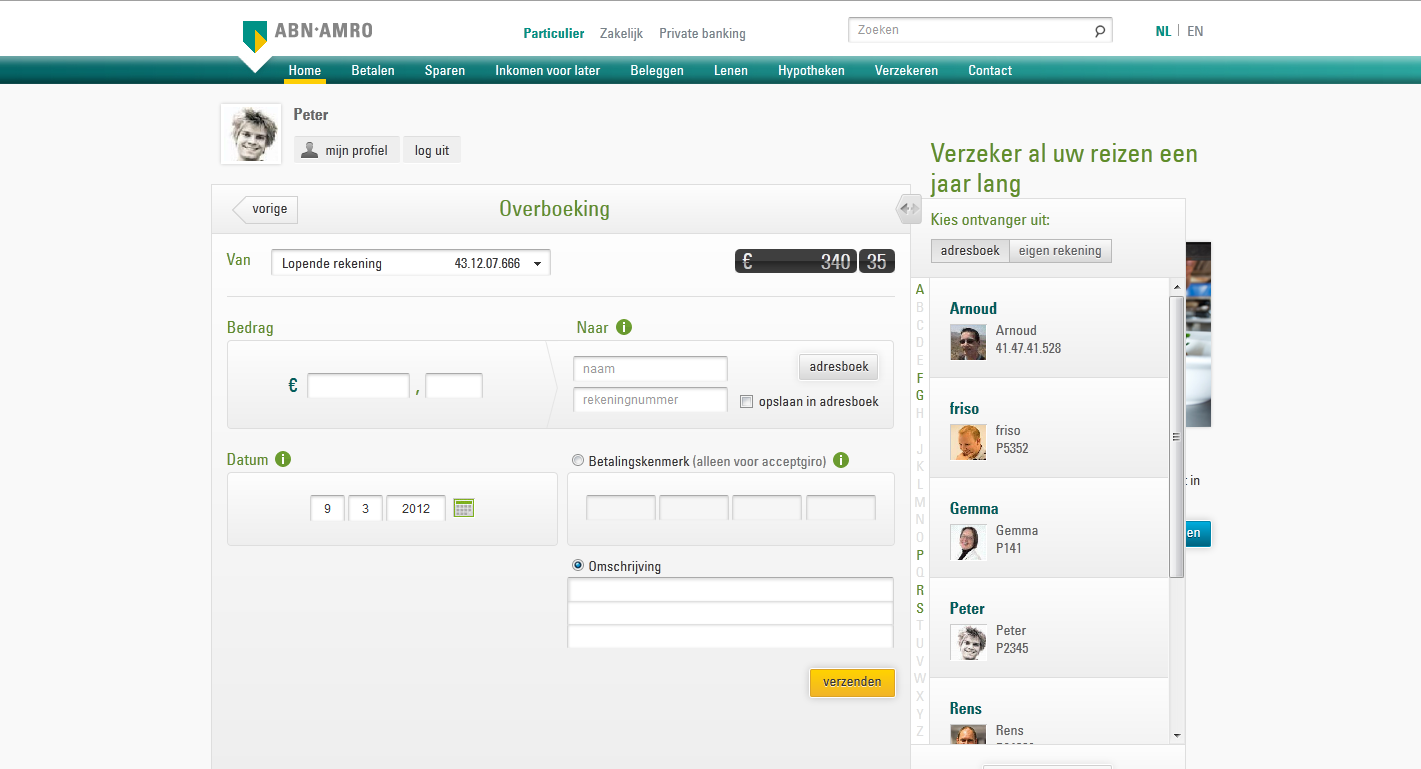 ABN·AMRO
Particulier Zakelijk Private banking
Zoeken
NL EN
Home Betalen Sparen Inkomen voor later Beleggen Lenen Hypotheken Verzekeren Contact
Peter
mijn profiel log uit
Verzeker al uw reizen een
jaar lang
vorige
Overboeking
Van
Lopende rekening 43.12.07.666
€ 340 35
Bedrag
Naar i
€ ,
naam
adresboek
rekeningnummer
opslaan in adresboek
Datum i
9 3 2012
Betalingskenmerk (alleen voor acceptgiro) i
Omschrijving
verzenden
Kies ontvanger uit:
adresboek eigen rekening
A
B
C
D
E
F
G
H
I
J
K
L
M
N
O
P
Q
R
S
T
U
V
W
X
Y
Z
Arnoud
Arnoud
41.47.41.528
friso
friso
P5352
Gemma
Gemma
P141
Peter
Peter
P2345
Rens
Rens
in
en